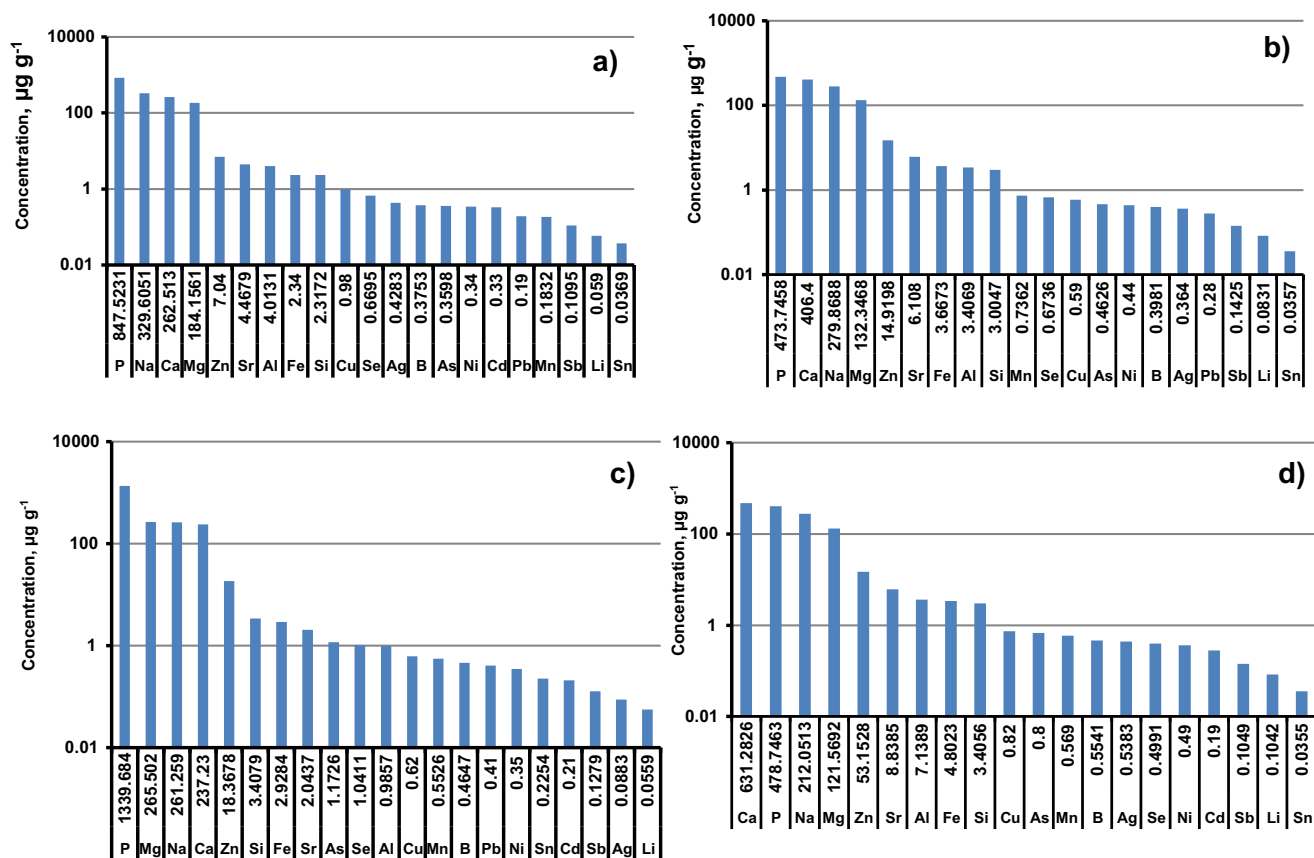 a)
Concentration, µg g-1
10000
100
1
0.01
847.5231 329.6051 262.513 184.1561 7.04 4.4679 4.0131 2.34 2.3172 0.98 0.6695 0.4283 0.3753 0.3598 0.34 0.33 0.19 0.1832 0.1095 0.059 0.0369
P Na Ca Mg Zn Sr Al Fe Si Cu Se Ag B As Ni Cd Pb Mn Sb Li Sn
b)
Concentration, µg g-1
10000
100
1
0.01
473.7458 406.4 279.8688 132.3468 14.9198 6.108 3.6673 3.4069 3.0047 0.7362 0.6736 0.59 0.4626 0.44 0.3981 0.364 0.28 0.1425 0.0831 0.0357
P Ca Na Mg Zn Sr Fe Al Si Mn Se Cu As Ni B Ag Pb Sb Li Sn
c)
Concentration, µg g-1
10000
100
1
0.01
1339.684 265.502 261.259 237.23 18.3678 3.4079 2.9284 2.0437 1.1726 1.0411 0.9857 0.62 0.5526 0.4647 0.41 0.35 0.2254 0.21 0.1279 0.0883 0.0559
P Mg Na Ca Zn Si Fe Sr As Se Al Cu Mn B Pb Ni Sn Cd Sb Ag Li
d)
Concentration, µg g-1
10000
100
1
0.01
631.2826 478.7463 212.0513 121.5692 53.1528 8.8385 7.1389 4.8023 3.4056 0.82 0.8 0.569 0.5541 0.5383 0.4991 0.49 0.19 0.1049 0.1042 0.0355
Ca P Na Mg Zn Sr Al Fe Si Cu As Mn B Ag Se Ni Cd Sb Li Sn